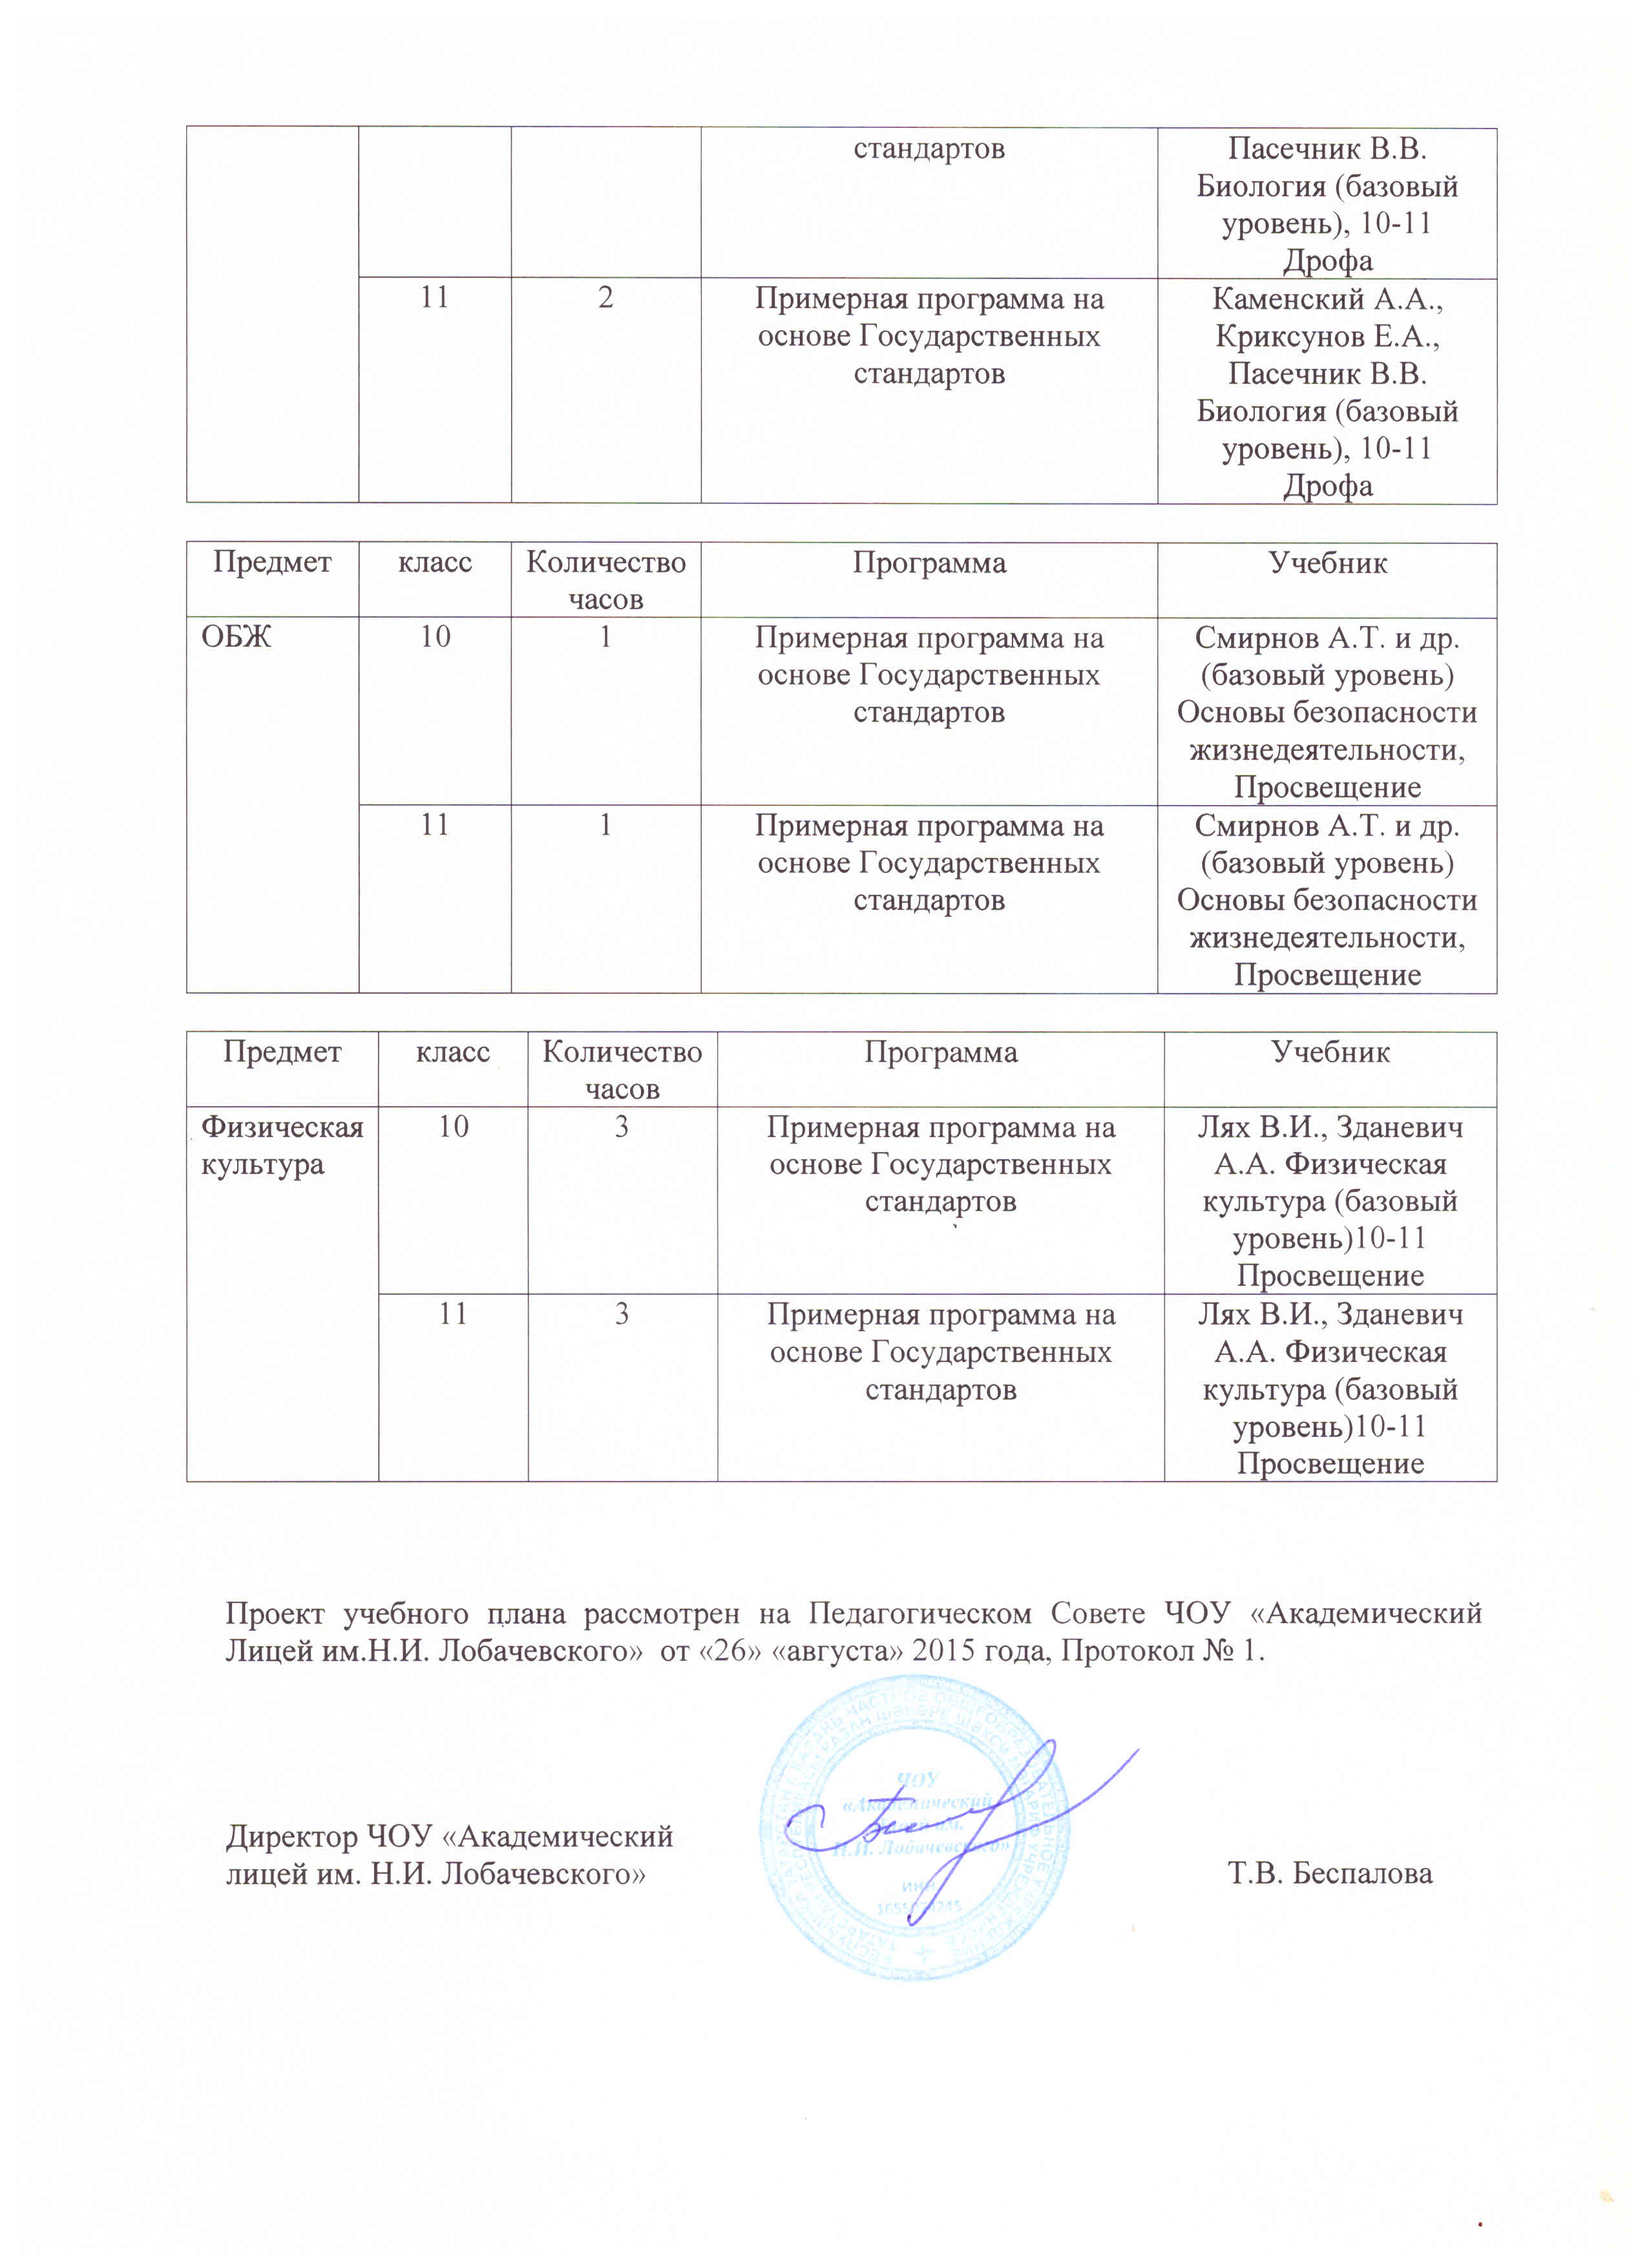 стандартов
Пасечник В.В.
Биология (базовый
уровень), 10-11
Дрофа
11
2
Примерная программа на
основе Государственных
стандартов
Каменский А.А.,
Криксунов Е.А.,
Пасечник В.В.
Биология (базовый
уровень), 10-11
Дрофа
Предмет
класс
Количество
часов
Программа
Учебник
ОБЖ
10
1
Примерная программа на
основе Государственных
стандартов
Смирнов А.Т. и др.
(базовый уровень)
Основы безопасности
жизнедеятельности,
Просвещение
11
1
Примерная программа на
основе Государственных
стандартов
Смирнов А.Т. и др.
(базовый уровень)
Основы безопасности
жизнедеятельности,
Просвещение
Предмет
класс
Количество
часов
Программа
Учебник
Физическая
культура
10
3
Примерная программа на
основе Государственных
стандартов
Лях В.И., Зданевич
А.А. Физическая
культура (базовый
уровень)10-11
Просвещение
11
3
Примерная программа на
основе Государственных
стандартов
Лях В.И., Зданевич
А.А. Физическая
культура (базовый
уровень)10-11
Просвещение
Проект учебного плана рассмотрен на Педагогическом Совете ЧОУ «Академический
Лицей им.Н.И. Лобачевского» от «26» «августа» 2015 года, Протокол № 1.
Директор ЧОУ «Академический
лицей им. Н.И. Лобачевского»
ЧОУ
«Академический
им.
Н.И. Лобачевского»
ИНН
Т.В. Беспалова